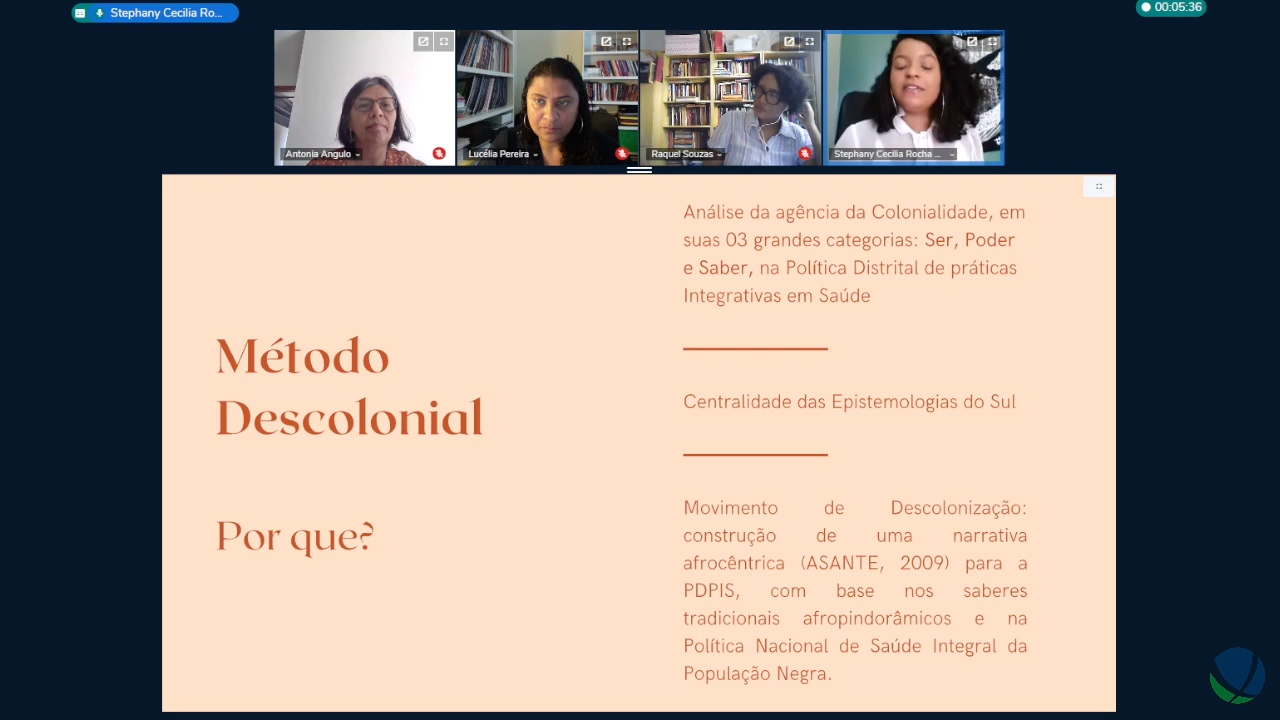 Stephany Cecilia Ro...
00:05:36
Antonia Angulo
Lucélia Pereira
Raquel Souzas
Stephany Cecilia Rocha ...
Método
Descolonial
Por que?
Análise da agência da Colonialidade, em
suas 03 grandes categorias: Ser, Poder
e Saber, na Política Distrital de práticas
Integrativas em Saúde
Centralidade das Epistemologias do Sul
Movimento de Descolonização:
construção de uma narrativa
afrocêntrica (ASANTE, 2009) para a
PDPIS, com base nos saberes
tradicionais afropindorâmicos e na
Política Nacional de Saúde Integral da
População Negra.